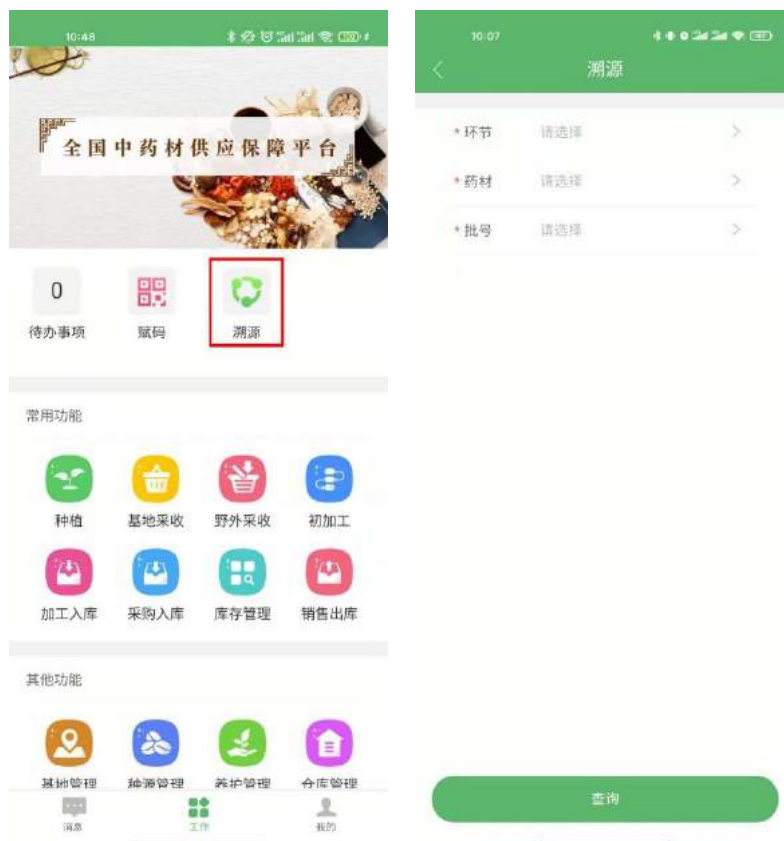 10:48
全国中药材供应保障平台
0
待办事项 赋码 溯源
常用功能
种植 基地采收 野外采收 初加工
加工入库 采购入库 库存管理 销售出库
其他功能
基地管理 种源管理 养护管理 仓库管理
消息 工作 我的
10:07
溯源
*环节 请选择
*药材 请选择
*批号 请选择
查询